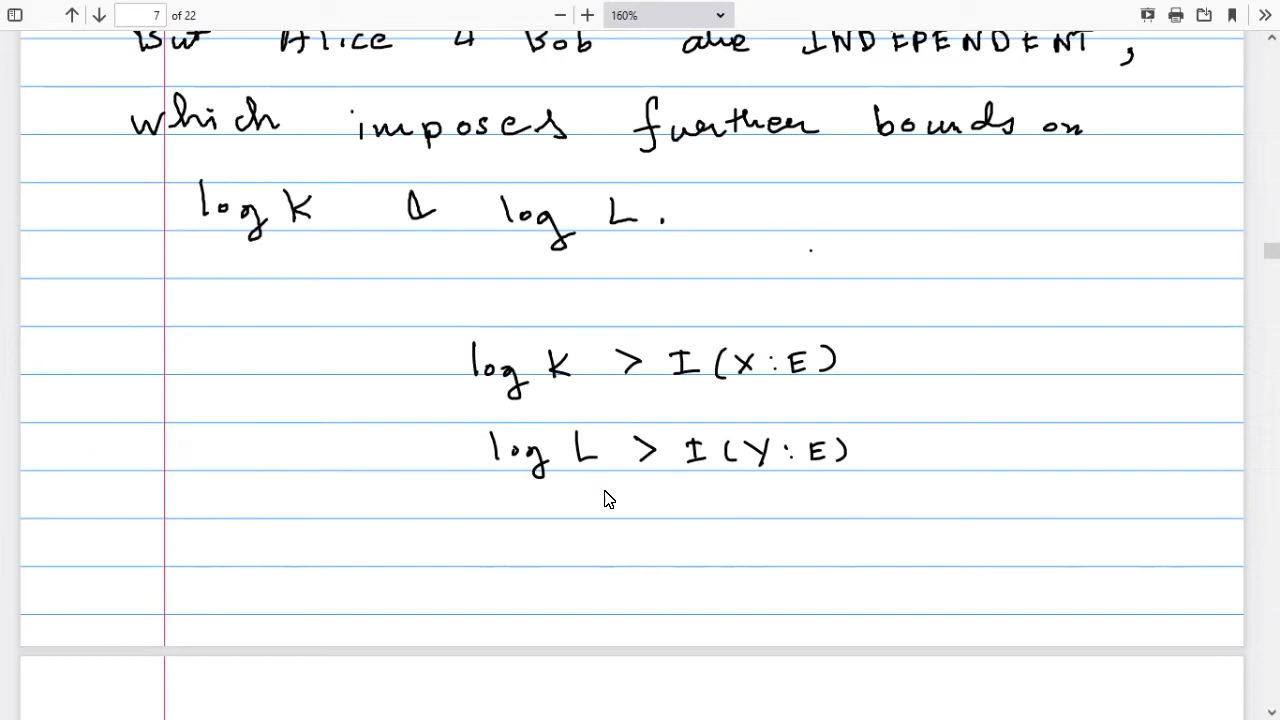 7 of 22 160%
But Alice & Bob are INDEPENDENT,
which imposes further bounds on
log K & log L.
log K > I(X:E)
log L > I(Y:E)